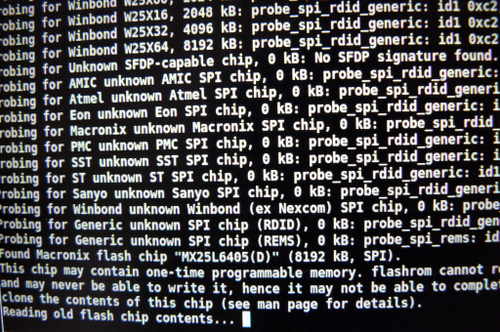 obing for Winbond W25X16, 2048 kB: probe_spi_rdid_generic: id1 0xc2
obing for Winbond W25X32, 4096 kB: probe_spi_rdid_generic: id1 0xc2
obing for Winbond W25X64, 8192 kB: probe_spi_rdid_generic: id1 0xc2
obing for Unknown SFDP-capable chip, 0 kB: No SFDP signature found.
robing for AMIC unknown AMIC SPI chip, 0 kB: probe_spi_rdid_generic:
robing for Atmel unknown Atmel SPI chip, 0 kB: probe_spi_rdid_generic
robing for Eon unknown Eon SPI chip, 0 kB: probe_spi_rdid_generic: id
robing for Macronix unknown Macronix SPI chip, 0 kB: probe_spi_rdid
robing for PMC unknown PMC SPI chip, 0 kB: probe_spi_rdid_generic: i
robing for SST unknown SST SPI chip, 0 kB: probe_spi_rdid_generic: i
robing for ST unknown ST SPI chip, 0 kB: probe_spi_rdid_generic: id1
robing for Sanyo unknown Sanyo SPI chip, 0 kB: probe_spi_rdid_generi
Probing for Winbond unknown Winbond (ex Nexcom) SPI chip, 0 kB: probe
Probing for Generic unknown SPI chip (RDID), 0 kB: probe_spi_rdid_gen
Probing for Generic unknown SPI chip (REMS), 0 kB: probe_spi_rems: id
Found Macronix flash chip "MX25L6405(D)" (8192 kB, SPI).
This chip may contain one-time programmable memory. flashrom cannot re
and may never be able to write it, hence it may not be able to complet
clone the contents of this chip (see man page for details).
Reading old flash chip contents...